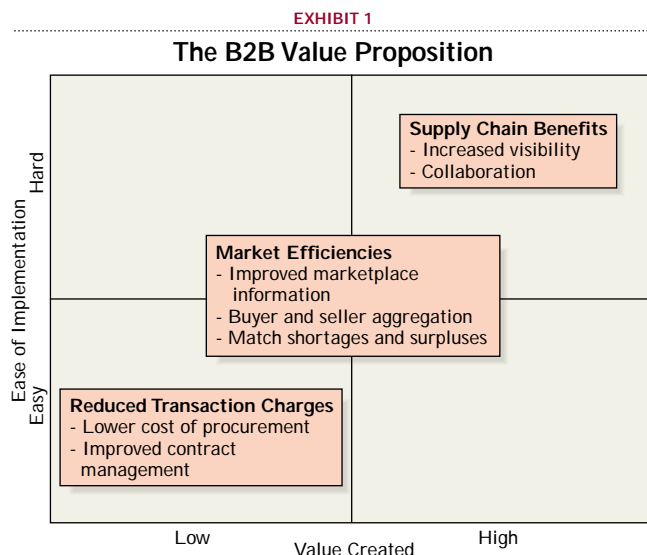 EXHIBIT 1
The B2B Value Proposition
Supply Chain Benefits
- Increased visibility
- Collaboration
Market Efficiencies
- Improved marketplace
information
- Buyer and seller aggregation
- Match shortages and surpluses
Reduced Transaction Charges
- Lower cost of procurement
- Improved contract
management
Ease of Implementation
Hard
Easy
Low
High
Value Created